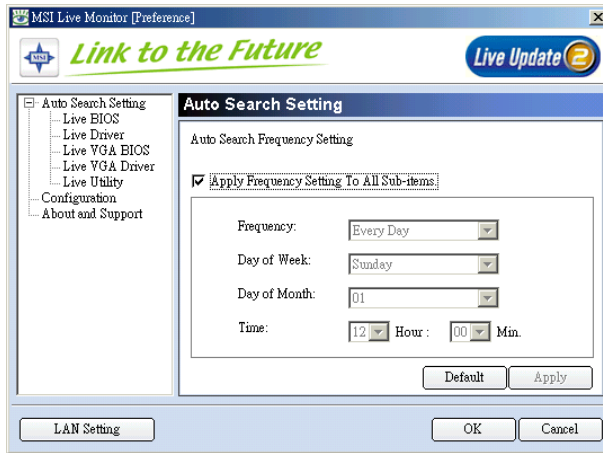 MSI Live Monitor [Preference]
MSI
Link to the Future
Live Update 2
Auto Search Setting
Live BIOS
Live Driver
Live VGA BIOS
Live VGA Driver
Live Utility
Configuration
About and Support
Auto Search Setting
Auto Search Frequency Setting
Apply Frequency Setting To All Sub-items.
Frequency: Every Day
Day of Week: Sunday
Day of Month: 01
Time: 12 Hour : 00 Min.
Default Apply
LAN Setting OK Cancel